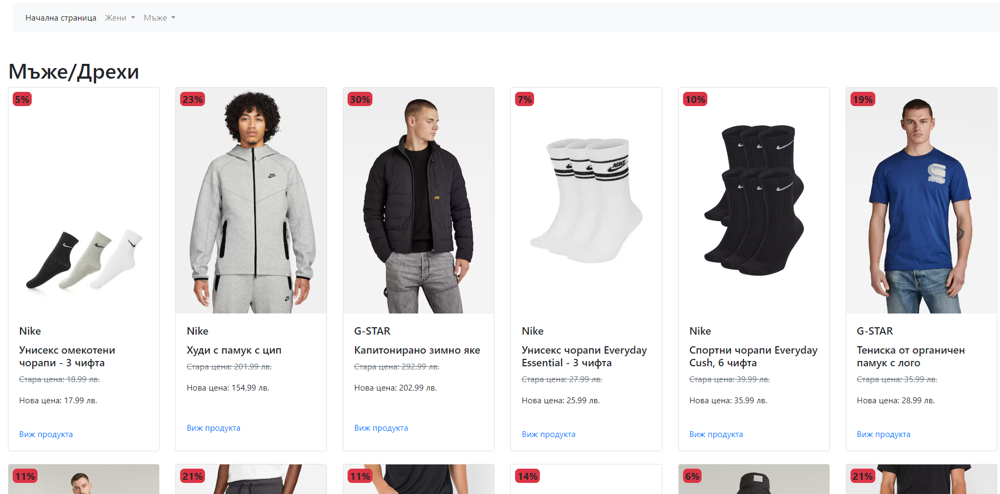 Начална страница Жени Мъже
Мъже/Дрехи
5%
23%
30%
7%
10%
19%
NIKE
NIKE
RAW
Nike
Унисекс омекотени
чорапи - 3 чифта
Стара цена: 18.99 лв.
Нова цена: 17.99 лв.
Виж продукта
Nike
Худи с памук с цип
Стара цена: 201.99 лв.
Нова цена: 154.99 лв.
Виж продукта
G-STAR
Капитонирано зимно яке
Стара цена: 292.99 лв.
Нова цена: 202.99 лв.
Виж продукта
Nike
Унисекс чорапи Everyday
Essential - 3 чифта
Стара цена: 27.99 лв.
Нова цена: 25.99 лв.
Виж продукта
Nike
Спортни чорапи Everyday
Cush, 6 чифта
Стара цена: 39.99 лв.
Нова цена: 35.99 лв.
Виж продукта
G-STAR
Тениска от органичен
памук с лого
Стара цена: 35.99 лв.
Нова цена: 28.99 лв.
Виж продукта
11%
21%
11%
14%
6%
21%